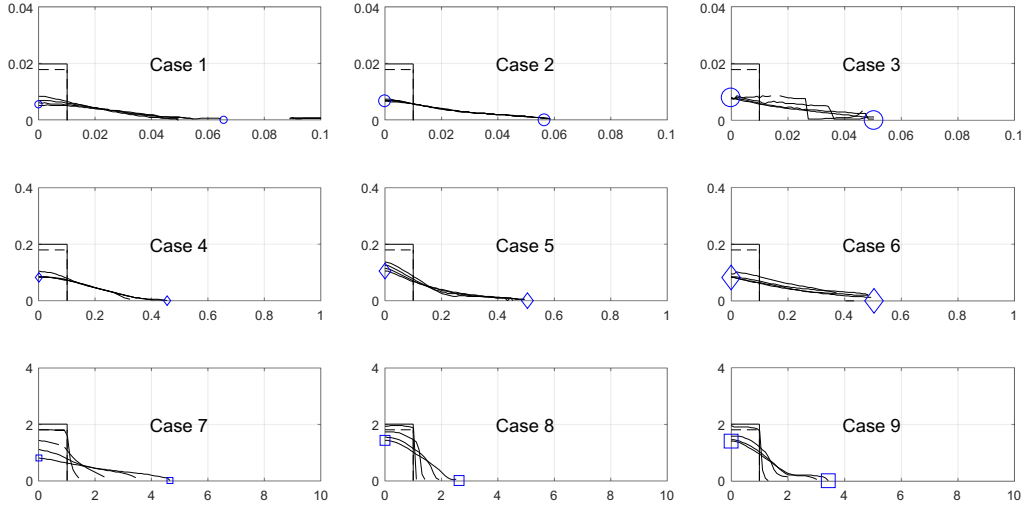 0.04 0.04 0.04
0.02 Case 1 0.02 Case 2 0.02 Case 3
0 0 0
0 0.02 0.04 0.06 0.08 0.1 0 0.02 0.04 0.06 0.08 0.1 0 0.02 0.04 0.06 0.08 0.1
0.4 0.4 0.4
0.2 Case 4 0.2 Case 5 0.2 Case 6
0 0 0
0 0.2 0.4 0.6 0.8 1 0 0.2 0.4 0.6 0.8 1 0 0.2 0.4 0.6 0.8 1
4 4 4
2 Case 7 2 Case 8 2 Case 9
0 0 0
0 2 4 6 8 10 0 2 4 6 8 10 0 2 4 6 8 10